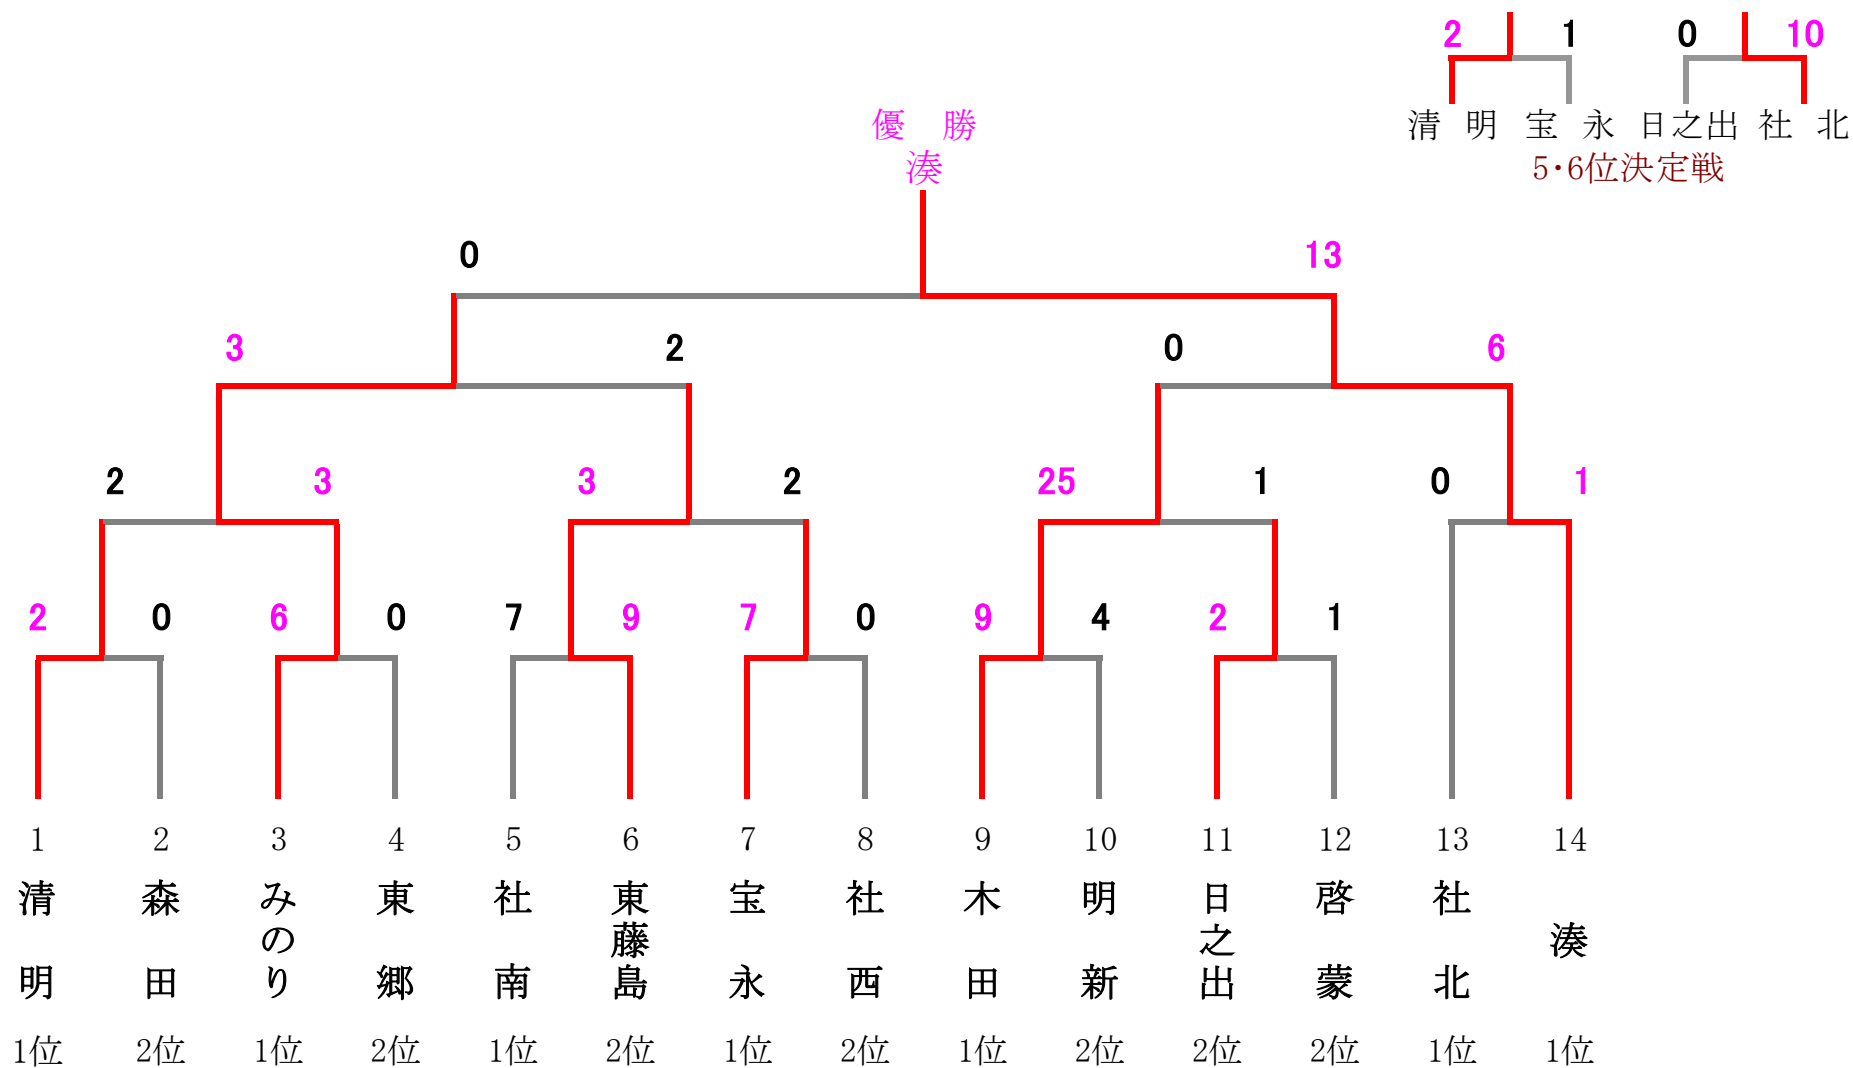 2 1 0 10
清明 宝永 日之出 社北
5・6位決定戦
優勝
湊
0 13
3 2 0 6
2 3 3 2 25 1 0 1
2 0 6 0 7 9 7 0 9 4 2 1
1 2 3 4 5 6 7 8 9 10 11 12 13 14
清明 森田 みのり 東郷 社南 東藤島 宝永 社西 木田 明新 日之出 啓蒙 社北 湊
1位 2位 1位 2位 1位 2位 1位 2位 1位 2位 2位 2位 1位 1位